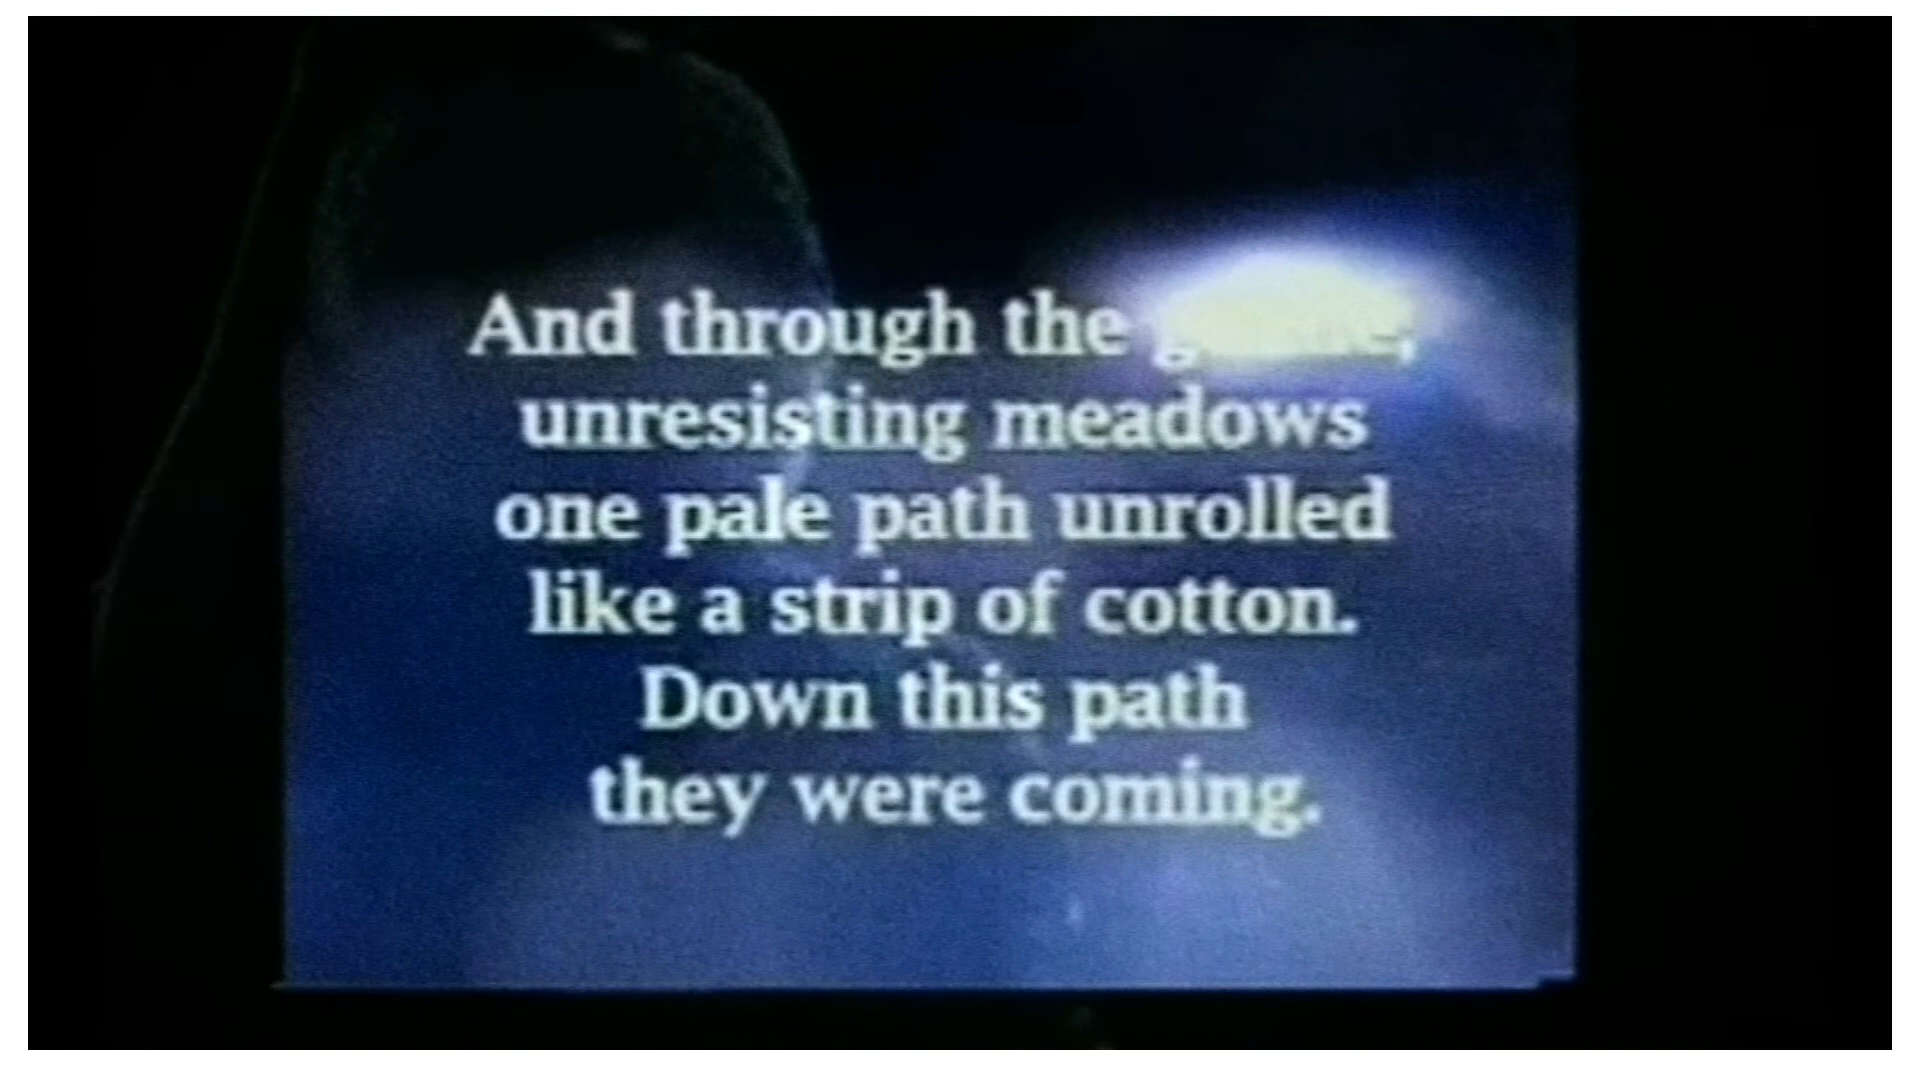 And through the
unresisting meadows
one pale path unrolled
like a strip of cotton.
Down this path
they were coming.